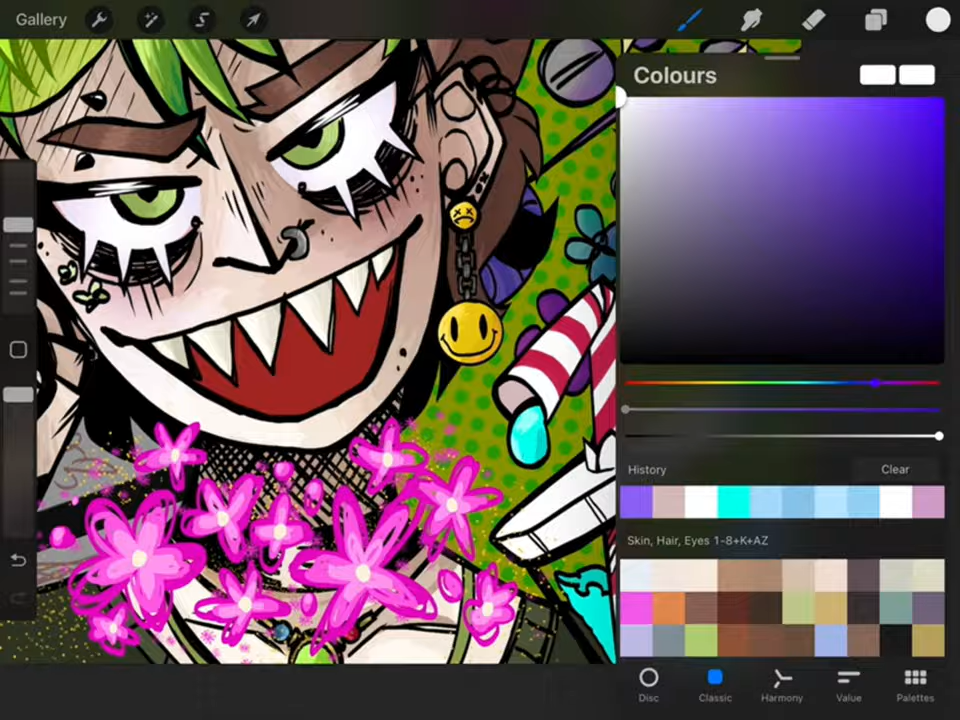 Gallery
Colours
History
Clear
Skin, Hair, Eyes 1-8+K+AZ
Disc
Classic
Harmony
Value
Palettes